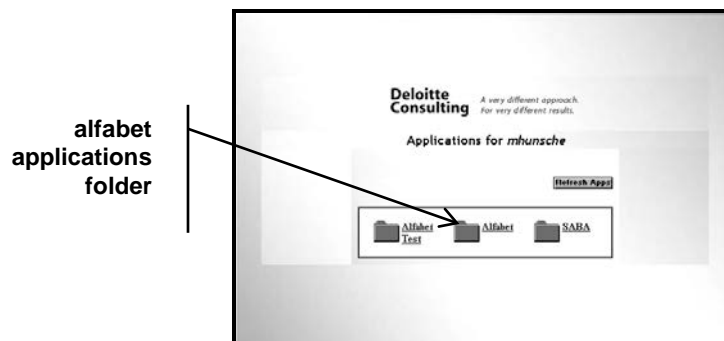 alfabet
applications
folder
Deloitte
Consulting
A very different approach.
For very different results.
Applications for mhunsche
Refresh Apps
Alfabet
Test
Alfabet
SABA